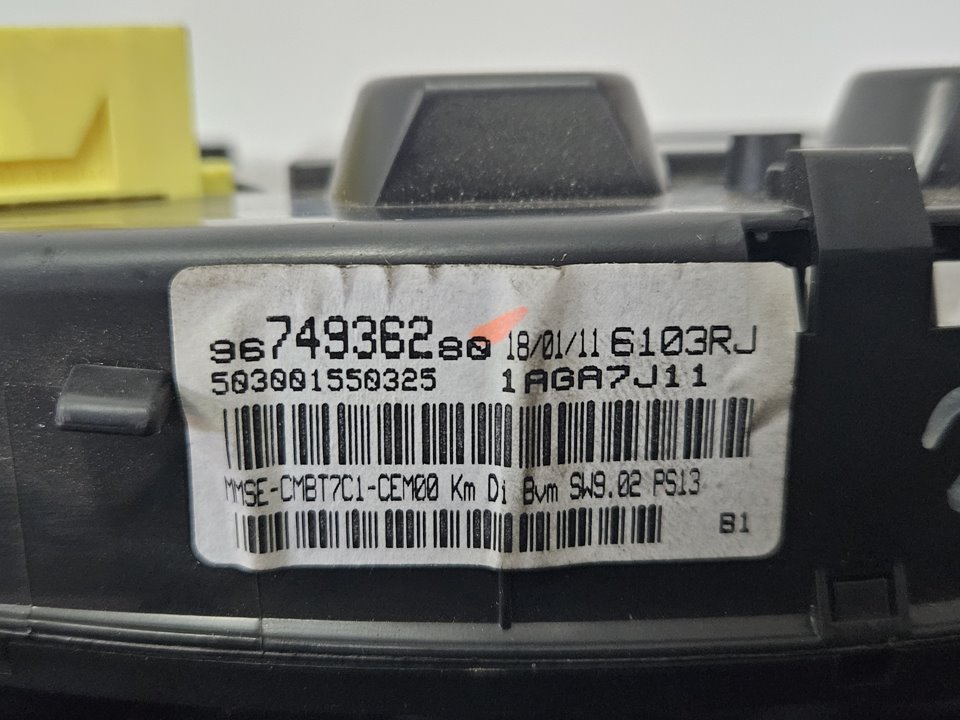 9674936280 18/01/11 6103RJ
503001550325 1AGA7J11
MMSE-CMBT7C1-CEM00 Km Di Bvm SW9.02 PS13
B1